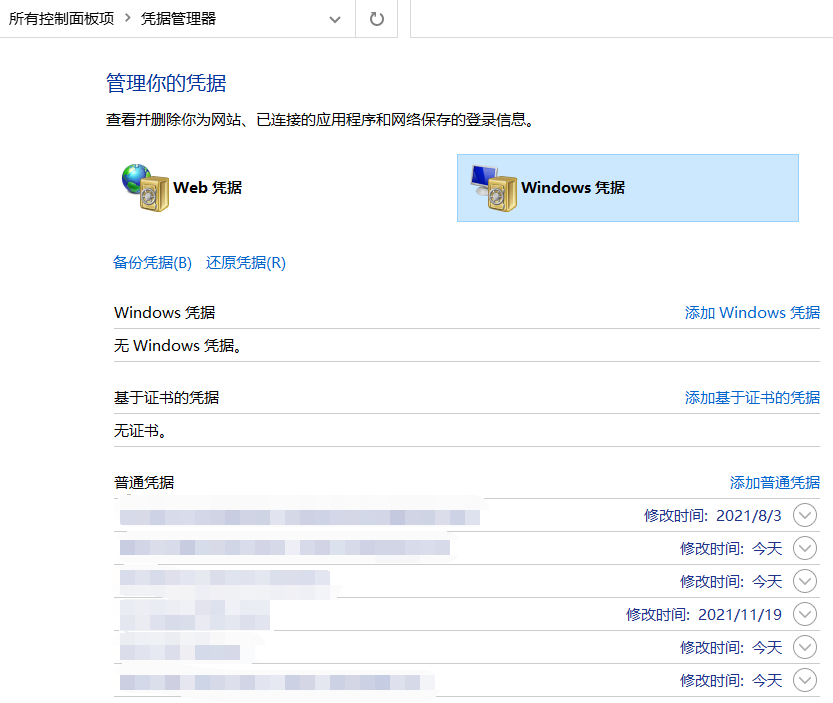 所有控制面板项 > 凭据管理器
管理你的凭据
查看并删除你为网站、已连接的应用程序和网络保存的登录信息。
Web 凭据
Windows 凭据
备份凭据(B) 还原凭据(R)
Windows 凭据 添加 Windows 凭据
无 Windows 凭据。
基于证书的凭据 添加基于证书的凭据
无证书。
普通凭据 添加普通凭据
修改时间: 2021/8/3
修改时间: 今天
修改时间: 今天
修改时间: 2021/11/19
修改时间: 今天
修改时间: 今天